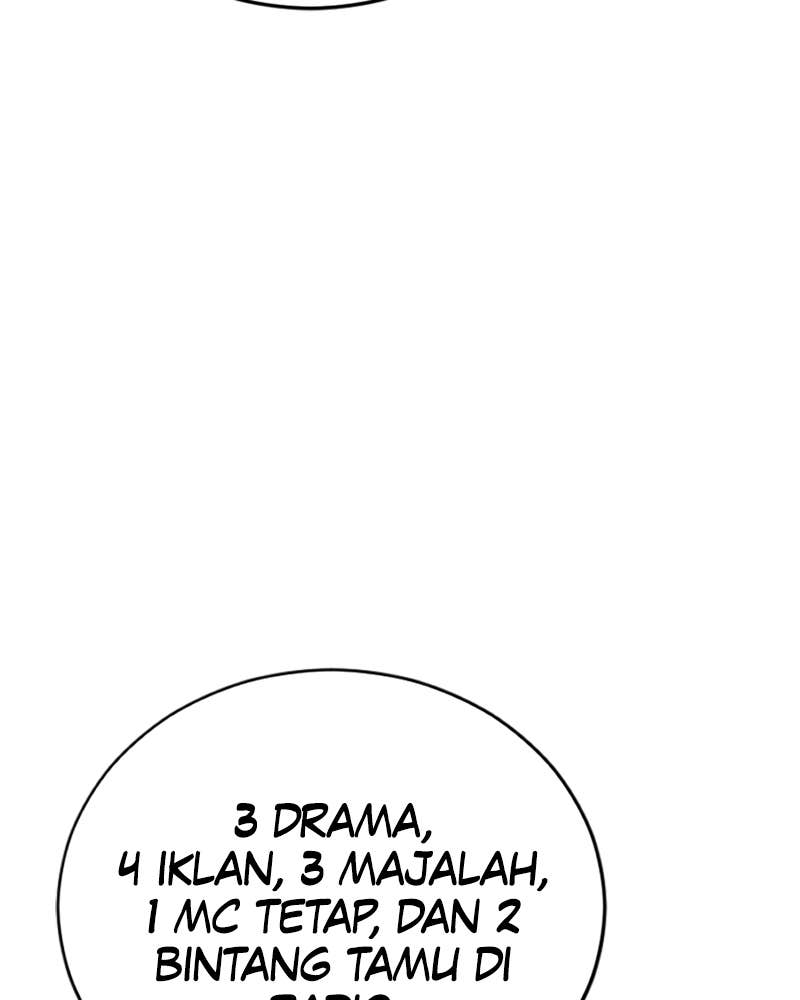 3 DRAMA,
4 IKLAN, 3 MAJALAH,
1 MC TETAP, DAN 2
BINTANG TAMU DI